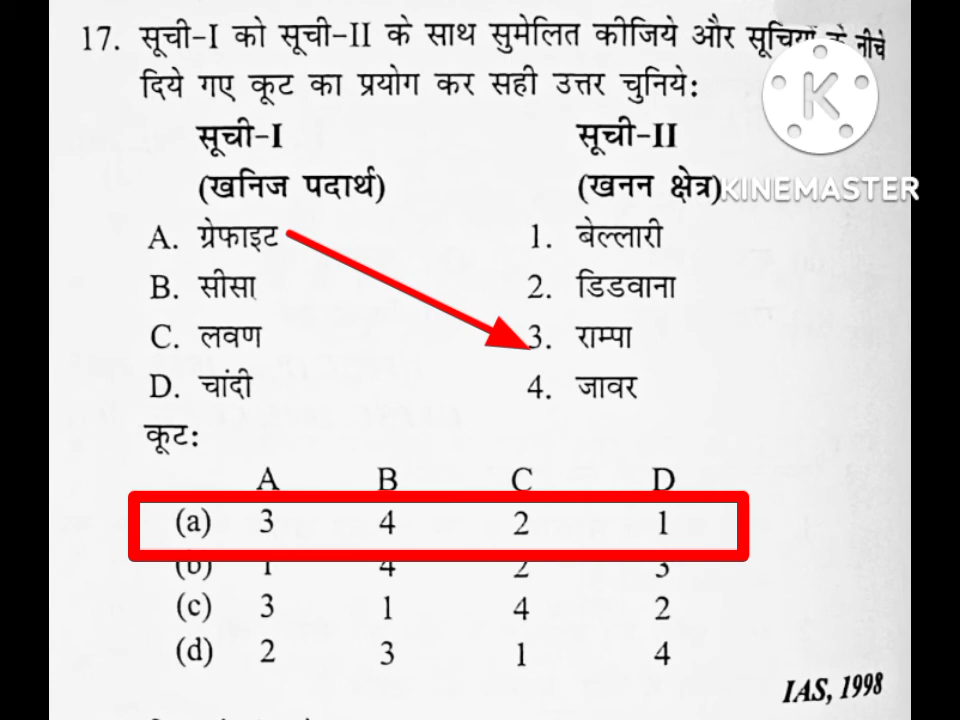 17. सूची-I को सूची-II के साथ सुमेलित कीजिये और नीचे
दिये गए कूट का प्रयोग कर सही उत्तर चुनिये:
सूची-I सूची-II
(खनिज पदार्थ) (खनन क्षेत्र) KINEMASTER
A. ग्रेफाइट 1. बेल्लारी
B. सीसा 2. डिडवाना
C. लवण 3. राम्पा
D. चांदी 4. जावर
कूट:
A B C D
(a) 3 4 2 1
(b) 1 4 2 3
(c) 3 1 4 2
(d) 2 3 1 4
IAS, 1998